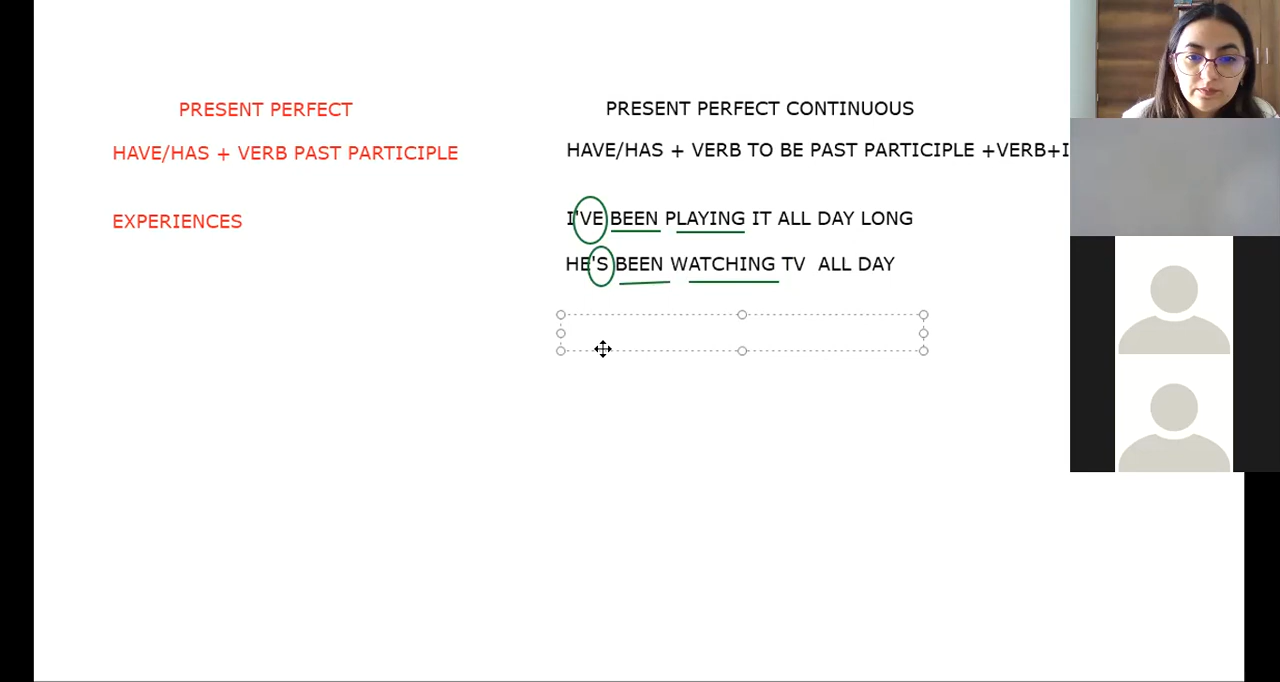 PRESENT PERFECT
HAVE/HAS + VERB PAST PARTICIPLE
EXPERIENCES
PRESENT PERFECT CONTINUOUS
HAVE/HAS + VERB TO BE PAST PARTICIPLE +VERB+I
I'VE BEEN PLAYING IT ALL DAY LONG
HE'S BEEN WATCHING TV ALL DAY